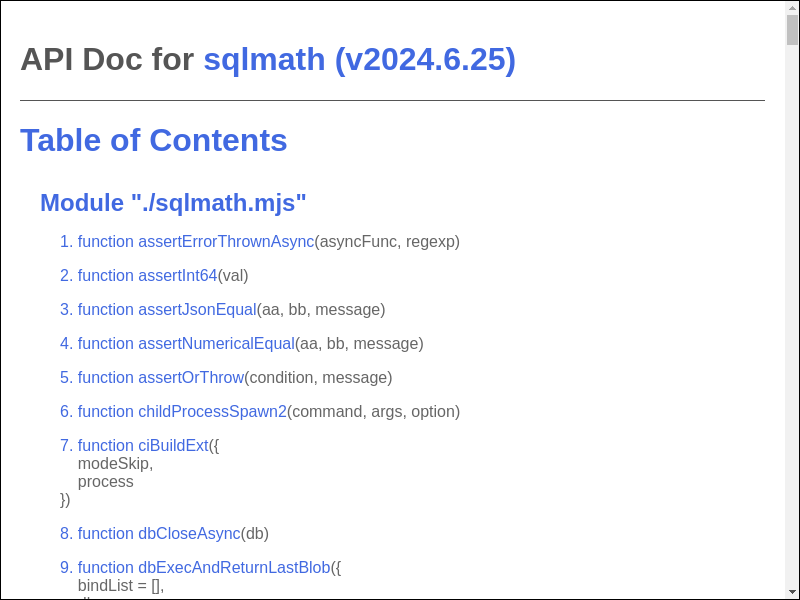 API Doc for sqlmath (v2024.6.25)
Table of Contents
Module "./sqlmath.mjs"
1. function assertErrorThrownAsync(asyncFunc, regexp)
2. function assertInt64(val)
3. function assertJsonEqual(aa, bb, message)
4. function assertNumericalEqual(aa, bb, message)
5. function assertOrThrow(condition, message)
6. function childProcessSpawn2(command, args, option)
7. function ciBuildExt({
modeSkip,
process
})
8. function dbCloseAsync(db)
9. function dbExecAndReturnLastBlob({
bindList = [],